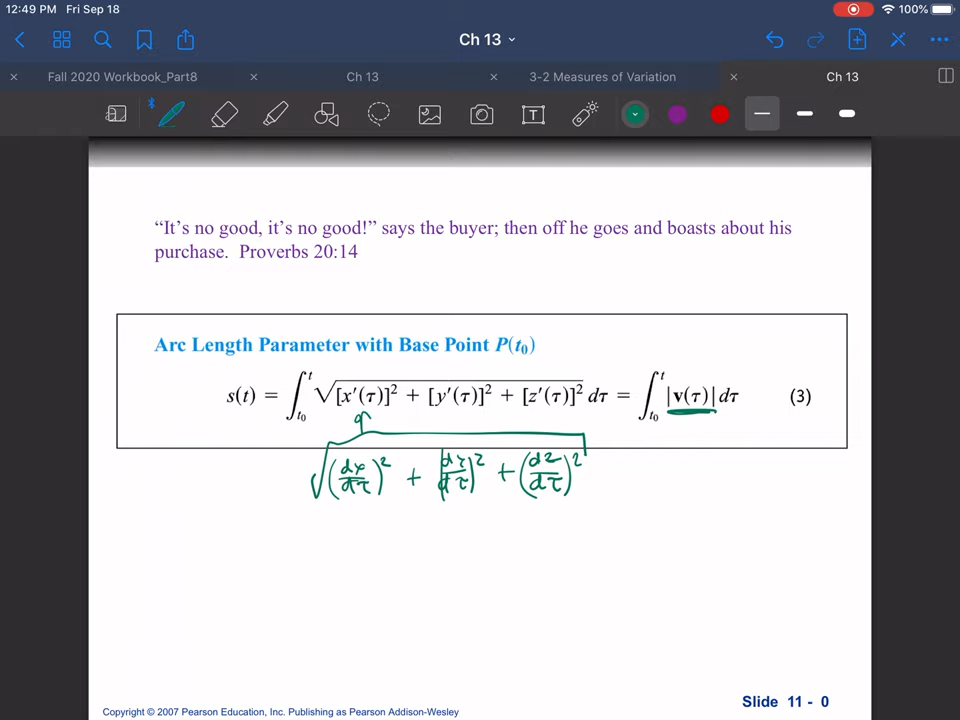 12:49 PM Fri Sep 18 100%
Ch 13
Fall 2020 Workbook_Part8 Ch 13 3-2 Measures of Variation Ch 13
“It’s no good, it’s no good!” says the buyer; then off he goes and boasts about his
purchase. Proverbs 20:14
Arc Length Parameter with Base Point P(t₀)
s(t) = ∫_{t₀}^{t} √([x′(τ)]² + [y′(τ)]² + [z′(τ)]²) dτ = ∫_{t₀}^{t} |v(τ)| dτ (3)
√((dx/dτ)² + (dy/dτ)² + (dz/dτ)²)
Slide 11 - 0
Copyright © 2007 Pearson Education, Inc. Publishing as Pearson Addison-Wesley